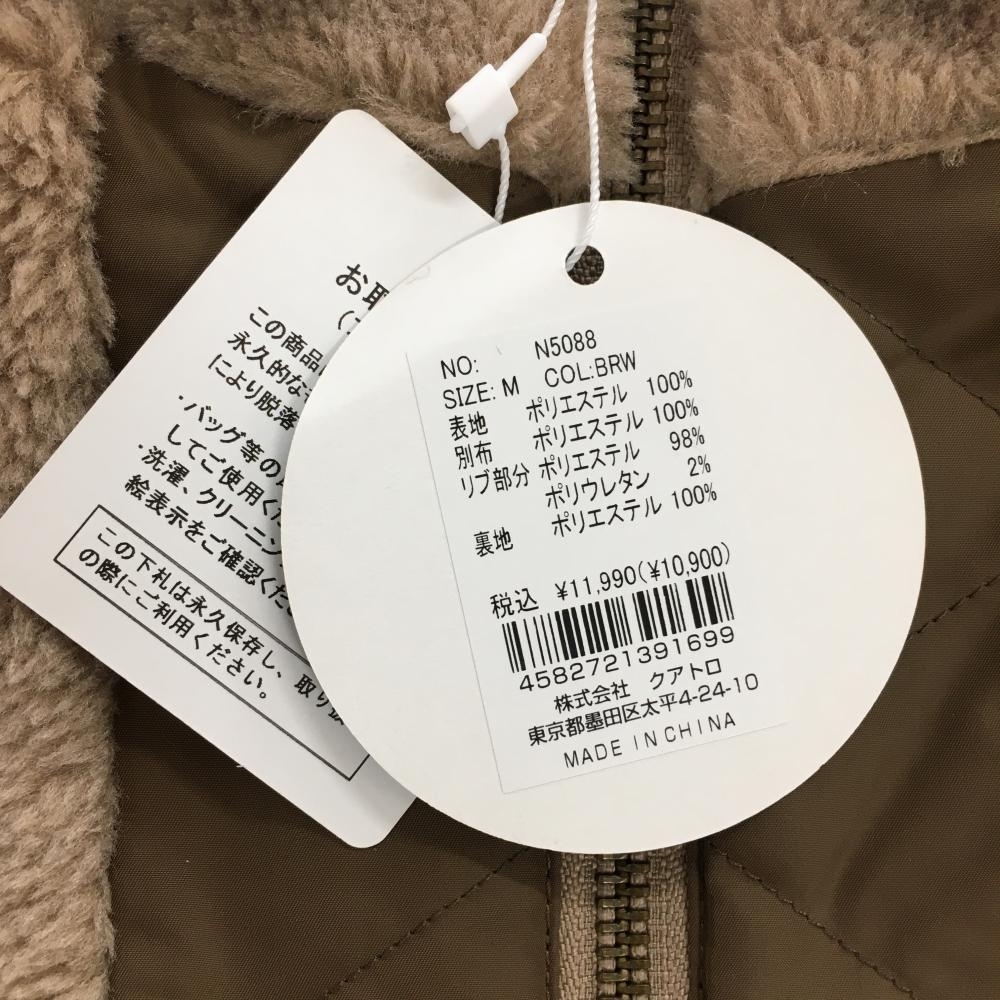 NO: N5088
SIZE: M COL:BRW
表地 ポリエステル 100%
別布 ポリエステル 100%
リブ部分 ポリエステル 98%
ポリウレタン 2%
裏地 ポリエステル 100%
税込 ¥11,990(¥10,900)
4582721391699
株式会社 クアトロ
東京都墨田区太平4-24-10
MADE IN CHINA
お取
この商品
永久的な
により脱落
・バッグ等の
してご使用くだ
・洗濯、クリーニン
絵表示をご確認くだ
この下札は永久保存し、取り扱
の際にご利用ください。